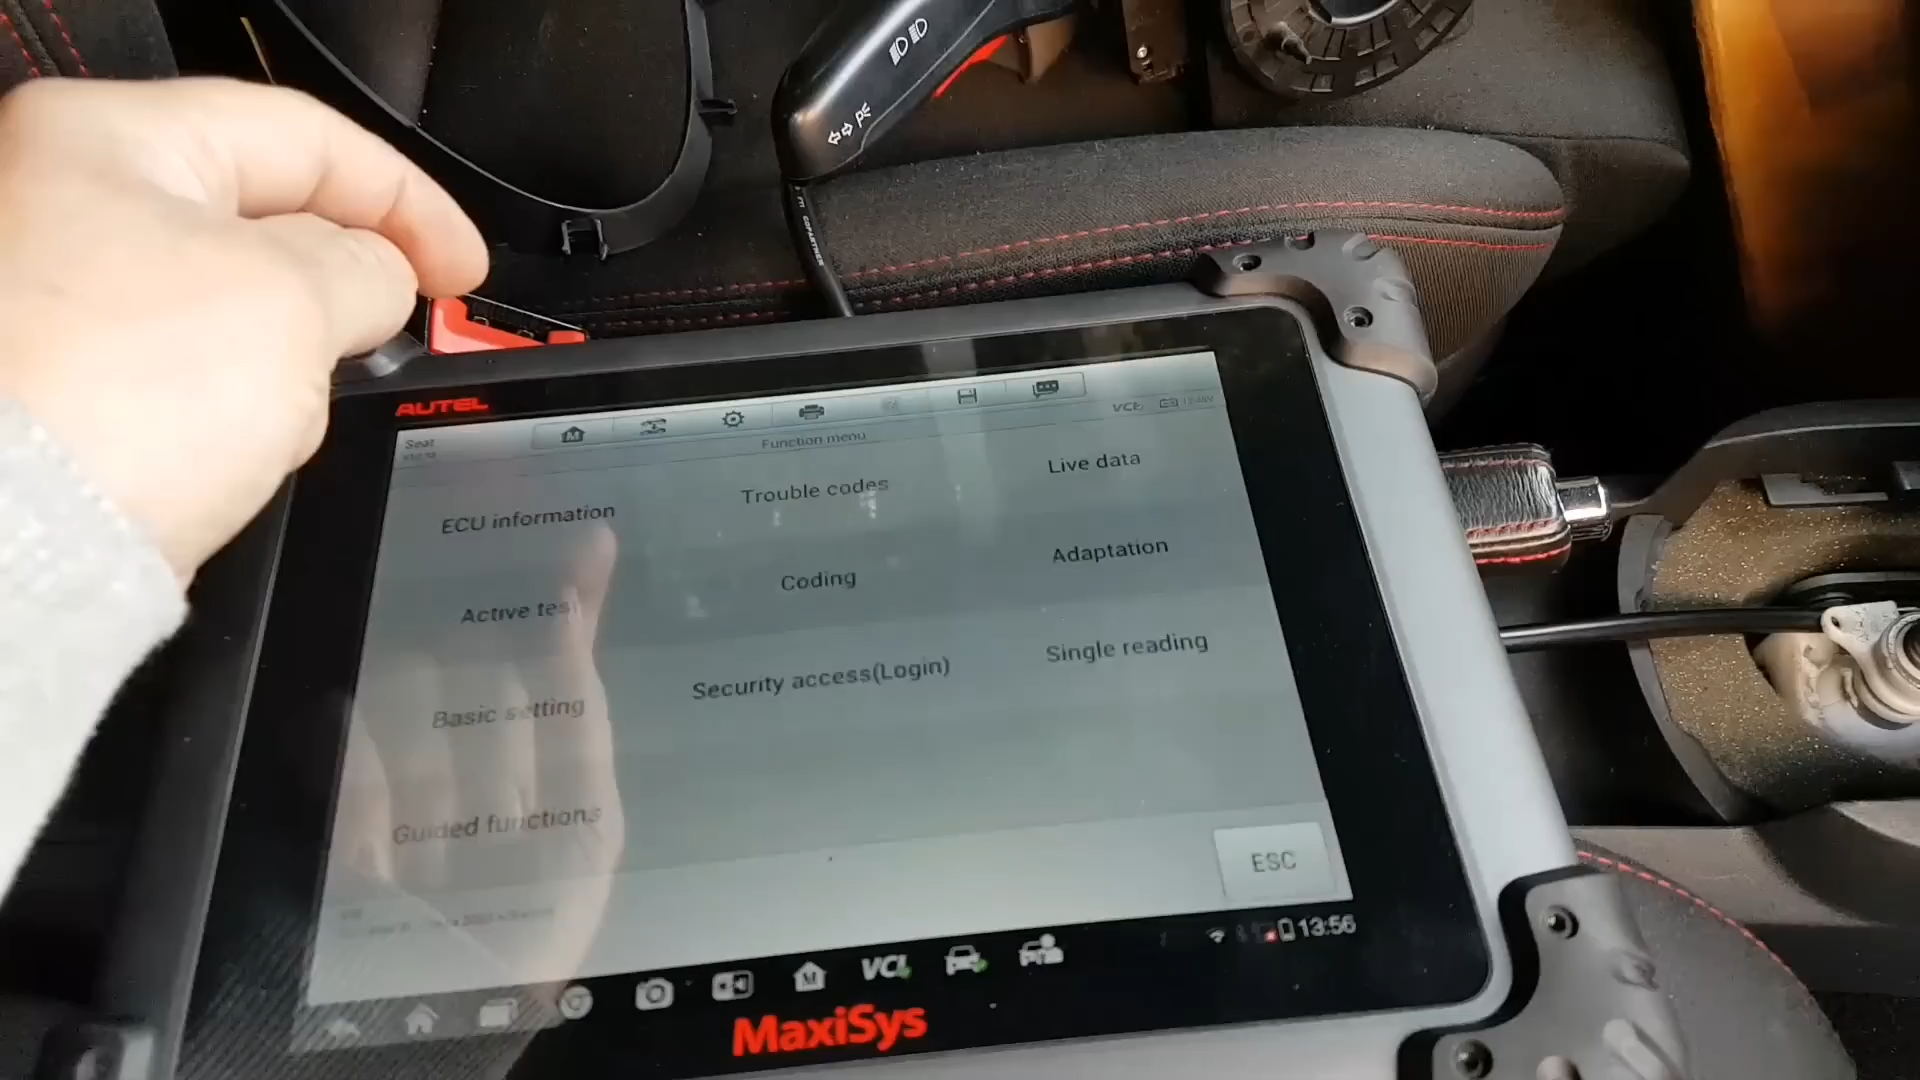 AUTEL
Seat
Function menu
VCI
ECU information
Trouble codes
Live data
Active test
Coding
Adaptation
Basic setting
Security access(Login)
Single reading
Guided functions
ESC
VCI
13:56
MaxiSys